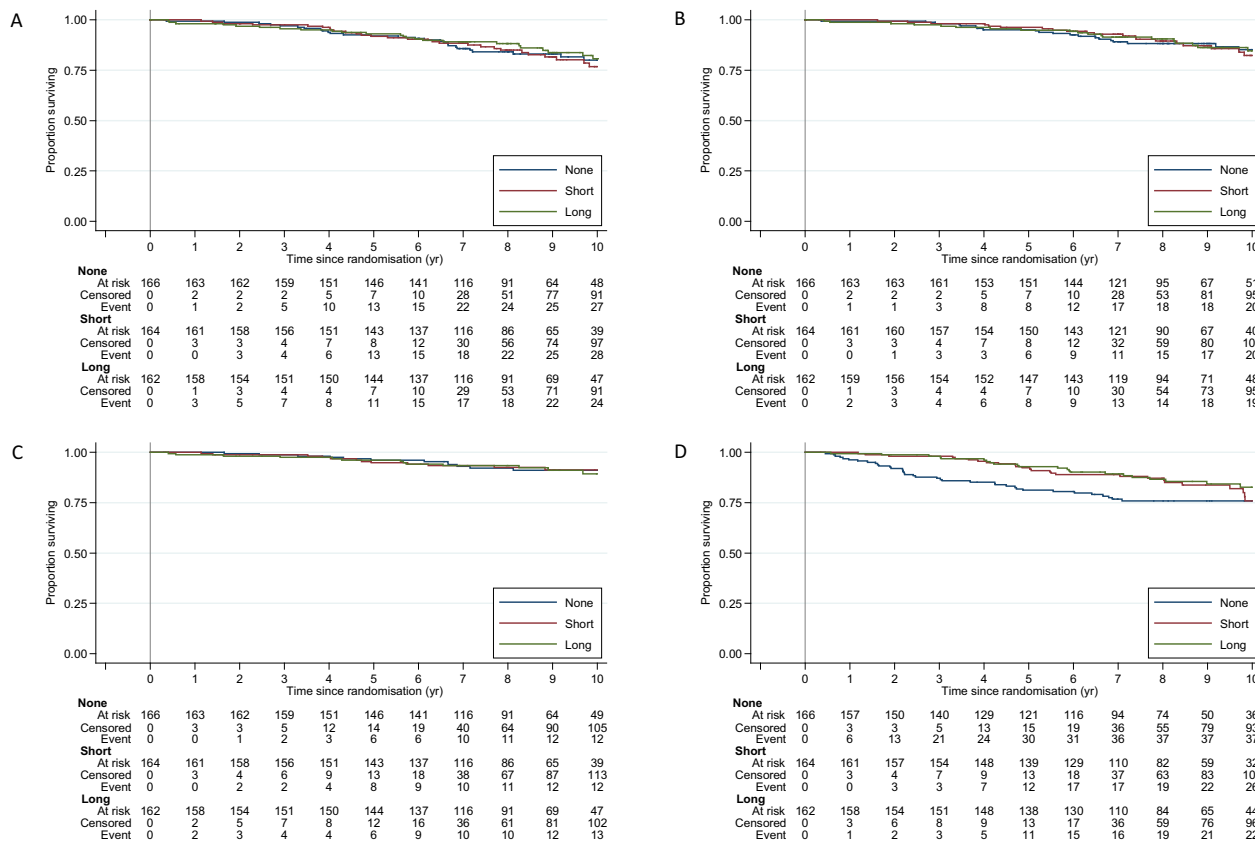 A
1.00
0.75
0.50
0.25
0.00
Proportion surviving
None
Short
Long
0 1 2 3 4 5 6 7 8 9 10
Time since randomisation (yr)
None
At risk 166 163 162 159 151 146 141 116 91 64 48
Censored 0 2 2 2 5 7 10 28 51 77 91
Event 0 1 2 5 10 13 15 22 24 25 27
Short
At risk 164 161 158 156 151 143 137 116 86 65 39
Censored 0 3 3 4 7 8 12 30 56 74 97
Event 0 0 3 4 6 13 15 18 22 25 28
Long
At risk 162 158 154 151 150 144 137 116 91 69 47
Censored 0 1 3 4 4 7 10 29 53 71 91
Event 0 3 5 7 8 11 15 17 18 22 24
B
1.00
0.75
0.50
0.25
0.00
Proportion surviving
None
Short
Long
0 1 2 3 4 5 6 7 8 9 10
Time since randomisation (yr)
None
At risk 166 163 163 161 153 151 144 121 95 67 51
Censored 0 2 2 2 5 7 10 28 53 81 95
Event 0 1 1 3 8 8 12 17 18 18 20
Short
At risk 164 161 160 157 154 150 143 121 90 67 40
Censored 0 3 3 4 7 8 12 32 59 80 10
Event 0 0 1 3 3 6 9 11 15 17 20
Long
At risk 162 159 156 154 152 147 143 119 94 71 48
Censored 0 1 3 4 4 7 10 30 54 73 95
Event 0 2 3 4 6 8 9 13 14 18 19
C
1.00
0.75
0.50
0.25
0.00
Proportion surviving
None
Short
Long
0 1 2 3 4 5 6 7 8 9 10
Time since randomisation (yr)
None
At risk 166 163 162 159 151 146 141 116 91 64 49
Censored 0 3 3 5 12 14 19 40 64 90 105
Event 0 0 1 2 3 6 6 10 11 12 12
Short
At risk 164 161 158 156 151 143 137 116 86 65 39
Censored 0 3 4 6 9 13 18 38 67 87 113
Event 0 0 2 2 4 8 9 10 11 12 12
Long
At risk 162 158 154 151 150 144 137 116 91 69 47
Censored 0 2 5 7 8 12 16 36 61 81 102
Event 0 2 3 4 4 6 9 10 10 12 13
D
1.00
0.75
0.50
0.25
0.00
Proportion surviving
None
Short
Long
0 1 2 3 4 5 6 7 8 9 10
Time since randomisation (yr)
None
At risk 166 157 150 140 129 121 116 94 74 50 36
Censored 0 3 3 5 13 15 19 36 55 79 93
Event 0 6 13 21 24 30 31 36 37 37 37
Short
At risk 164 161 157 154 148 139 129 110 82 59 32
Censored 0 3 4 7 9 13 18 37 63 83 10
Event 0 0 3 3 7 12 17 17 19 22 26
Long
At risk 162 158 154 151 148 138 130 110 84 65 44
Censored 0 3 6 8 9 13 17 36 59 76 96
Event 0 1 2 3 5 11 15 16 19 21 22